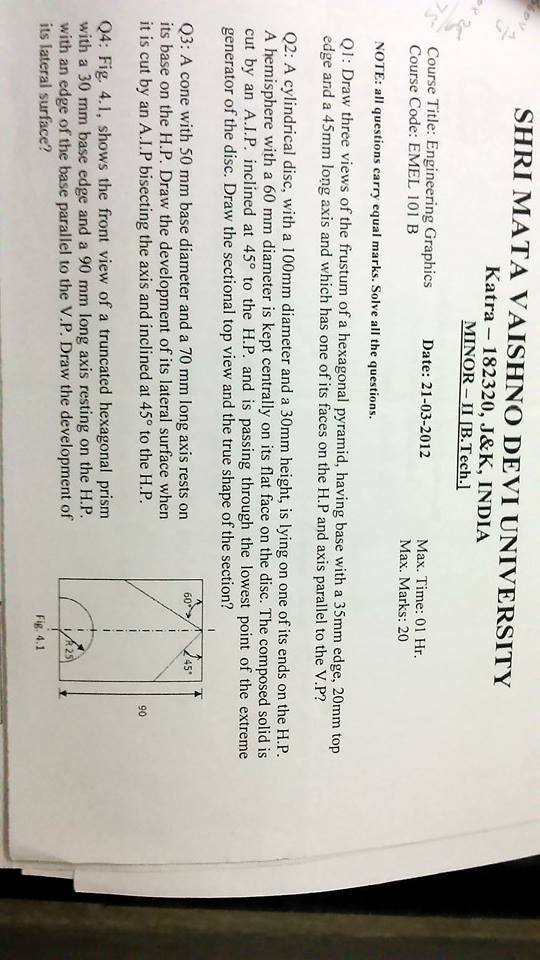 SHRI MATA VAISHNO DEVI UNIVERSITY
Katra – 182320, J&K, INDIA
MINOR – II [B.Tech.]
Course Title: Engineering Graphics
Course Code: EMEL 101 B
Date: 21-03-2012
Max. Time: 01 Hr.
Max. Marks: 20
NOTE: all questions carry equal marks. Solve all the questions.
Q1: Draw three views of the frustum of a hexagonal pyramid, having base with a 35mm edge, 20mm top
edge and a 45mm long axis and which has one of its faces on the H.P and axis parallel to the V.P?
Q2: A cylindrical disc, with a 100mm diameter and a 30mm height, is lying on one of its ends on the H.P.
A hemisphere with a 60 mm diameter is kept centrally on its flat face on the disc. The composed solid is
cut by an A.I.P. inclined at 45° to the H.P. and is passing through the lowest point of the extreme
generator of the disc. Draw the sectional top view and the true shape of the section?
Q3: A cone with 50 mm base diameter and a 70 mm long axis rests on
its base on the H.P. Draw the development of its lateral surface when
it is cut by an A.I.P bisecting the axis and inclined at 45° to the H.P.
Q4: Fig. 4.1, shows the front view of a truncated hexagonal prism
with a 30 mm base edge and a 90 mm long axis resting on the H.P.
with an edge of the base parallel to the V.P. Draw the development of
its lateral surface?
60°
45°
90
R 25
Fig. 4.1